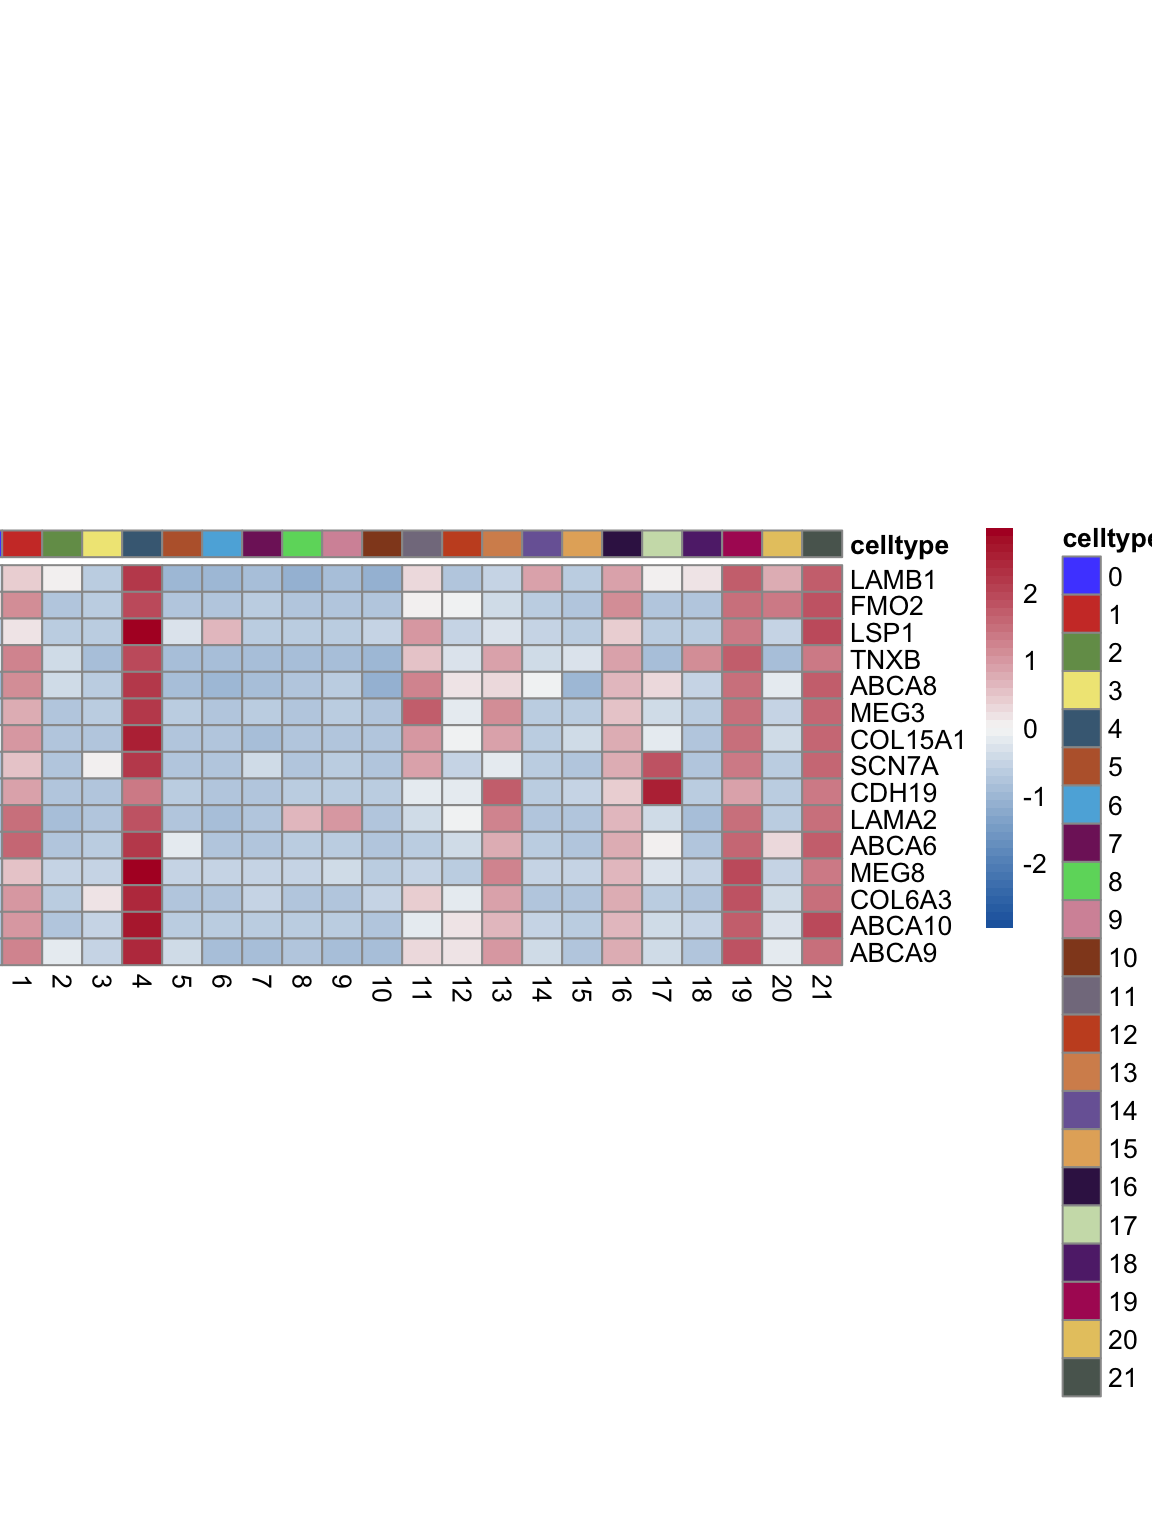 celltype
LAMB1
FMO2
LSP1
TNXB
ABCA8
MEG3
COL15A1
SCN7A
CDH19
LAMA2
ABCA6
MEG8
COL6A3
ABCA10
ABCA9
1 2 3 4 5 6 7 8 9 10 11 12 13 14 15 16 17 18 19 20 21
2
1
0
-1
-2
celltype
0
1
2
3
4
5
6
7
8
9
10
11
12
13
14
15
16
17
18
19
20
21